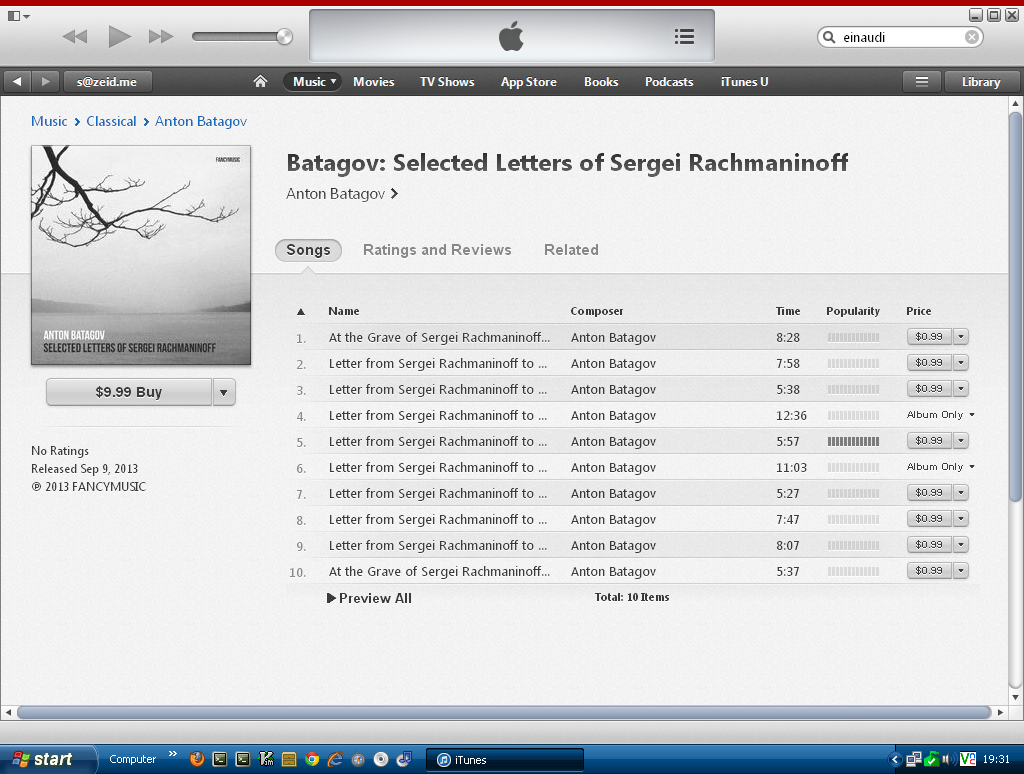 einaudi
s@zeid.me
Music
Movies
TV Shows
App Store
Books
Podcasts
iTunes U
Library
Music > Classical > Anton Batagov
FANCYMUSIC
ANTON BATAGOV
SELECTED LETTERS OF SERGEI RACHMANINOFF
$9.99 Buy
No Ratings
Released Sep 9, 2013
℗ 2013 FANCYMUSIC
Batagov: Selected Letters of Sergei Rachmaninoff
Anton Batagov >
Songs
Ratings and Reviews
Related
Name Composer Time Popularity Price
1. At the Grave of Sergei Rachmaninoff... Anton Batagov 8:28 $0.99
2. Letter from Sergei Rachmaninoff to ... Anton Batagov 7:58 $0.99
3. Letter from Sergei Rachmaninoff to ... Anton Batagov 5:38 $0.99
4. Letter from Sergei Rachmaninoff to ... Anton Batagov 12:36 Album Only
5. Letter from Sergei Rachmaninoff to ... Anton Batagov 5:57 $0.99
6. Letter from Sergei Rachmaninoff to ... Anton Batagov 11:03 Album Only
7. Letter from Sergei Rachmaninoff to ... Anton Batagov 5:27 $0.99
8. Letter from Sergei Rachmaninoff to ... Anton Batagov 7:47 $0.99
9. Letter from Sergei Rachmaninoff to ... Anton Batagov 8:07 $0.99
10. At the Grave of Sergei Rachmaninoff... Anton Batagov 5:37 $0.99
Preview All
Total: 10 Items
start
Computer
»
iTunes
19:31